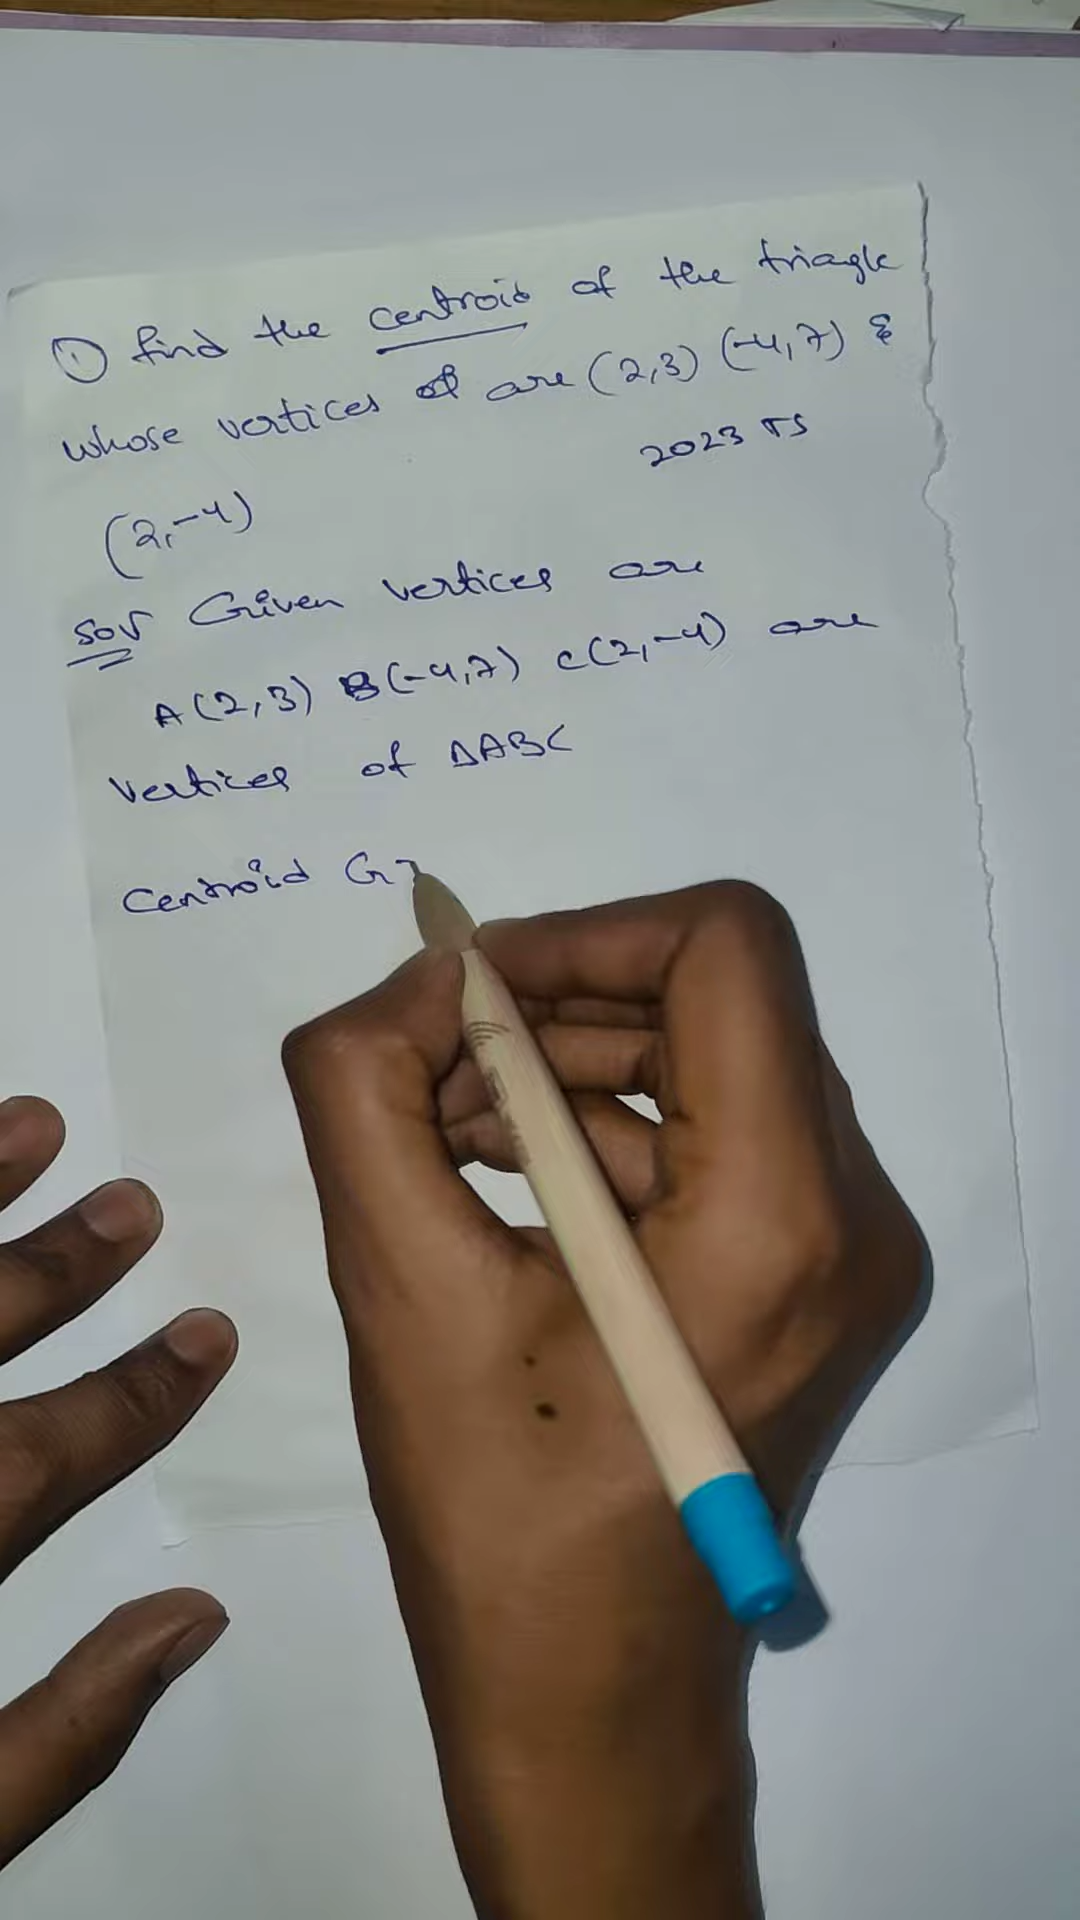 ① find the centroid of the triagle
whose vertices of are (2,3) (-4,7) &
2023 TS
(2,-4)
Sol Given vertices are
A(2,3) B(-4,7) C(2,-4) are
vertices of ΔABC
Centroid G=